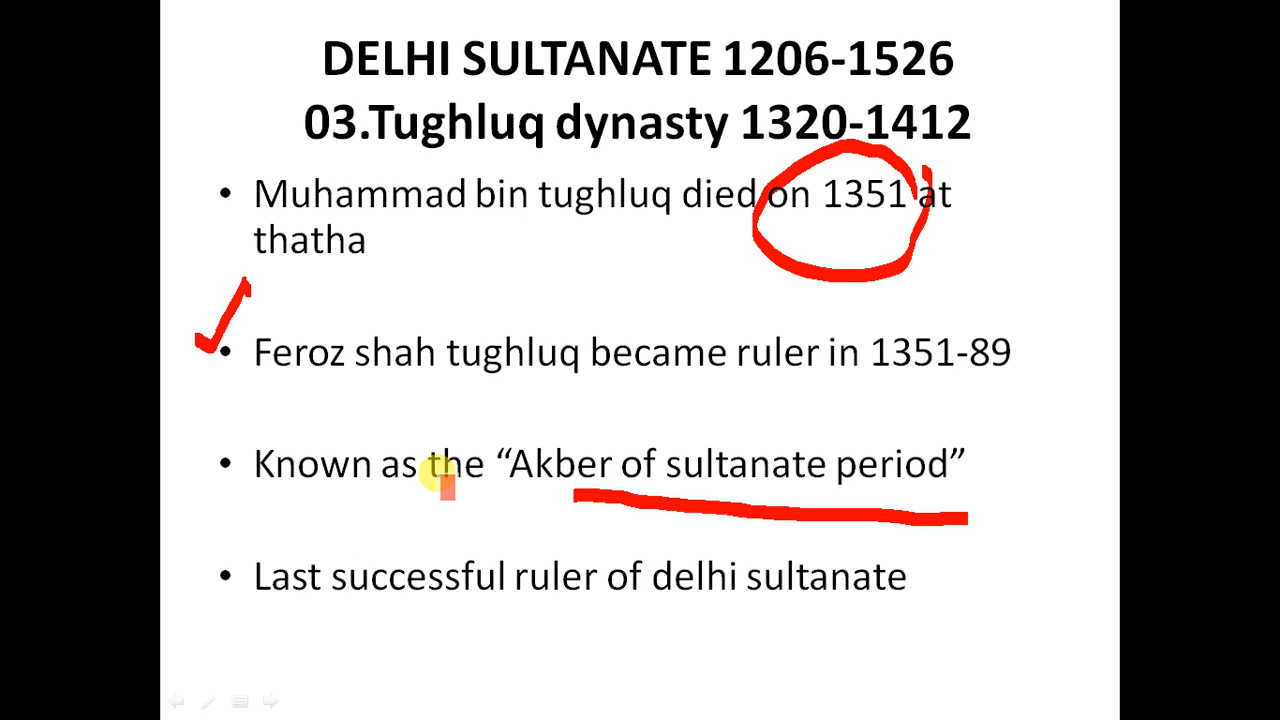 DELHI SULTANATE 1206-1526
03.Tughluq dynasty 1320-1412
• Muhammad bin tughluq died on 1351 at
thatha
• Feroz shah tughluq became ruler in 1351-89
• Known as the “Akber of sultanate period”
• Last successful ruler of delhi sultanate